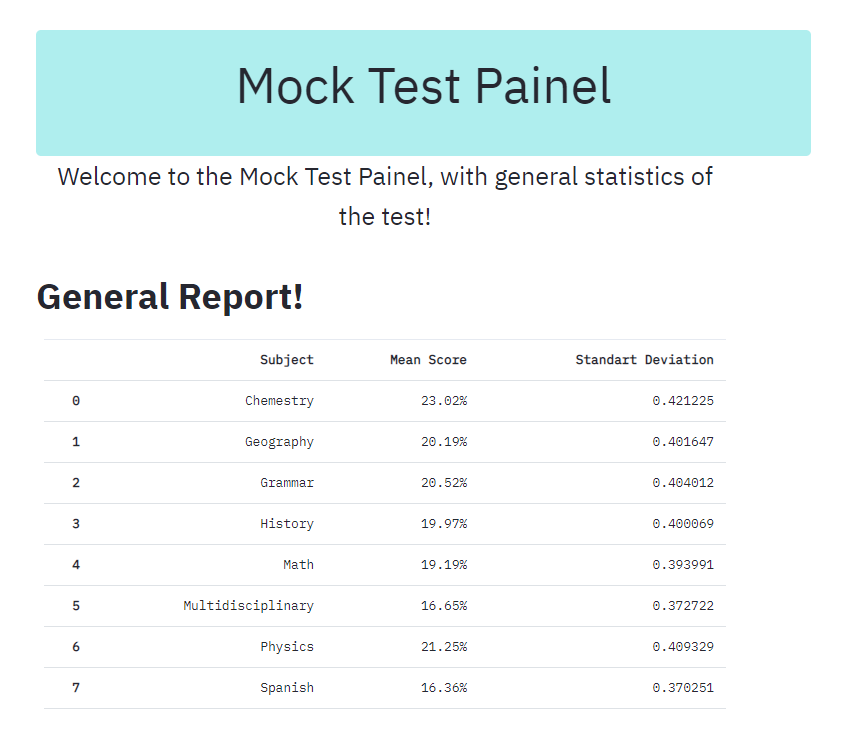 Mock Test Painel
Welcome to the Mock Test Painel, with general statistics of
the test!
General Report!
Subject Mean Score Standart Deviation
0 Chemestry 23.02% 0.421225
1 Geography 20.19% 0.401647
2 Grammar 20.52% 0.404012
3 History 19.97% 0.400069
4 Math 19.19% 0.393991
5 Multidisciplinary 16.65% 0.372722
6 Physics 21.25% 0.409329
7 Spanish 16.36% 0.370251